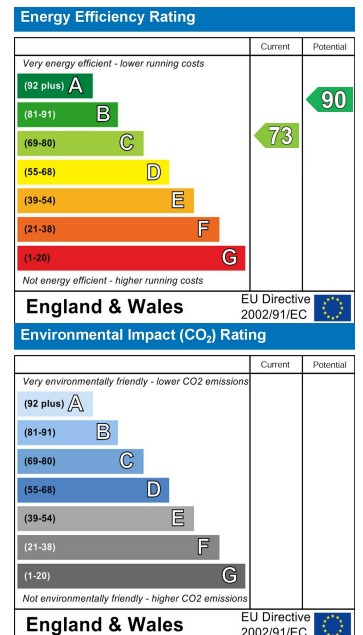 Energy Efficiency Rating
Current Potential
Very energy efficient - lower running costs
(92 plus) A
(81-91) B
(69-80) C
(55-68) D
(39-54) E
(21-38) F
(1-20) G
73
90
Not energy efficient - higher running costs
England & Wales
EU Directive
2002/91/EC
Environmental Impact (CO₂) Rating
Current Potential
Very environmentally friendly - lower CO2 emissions
(92 plus) A
(81-91) B
(69-80) C
(55-68) D
(39-54) E
(21-38) F
(1-20) G
Not environmentally friendly - higher CO2 emissions
England & Wales
EU Directive
2002/91/EC